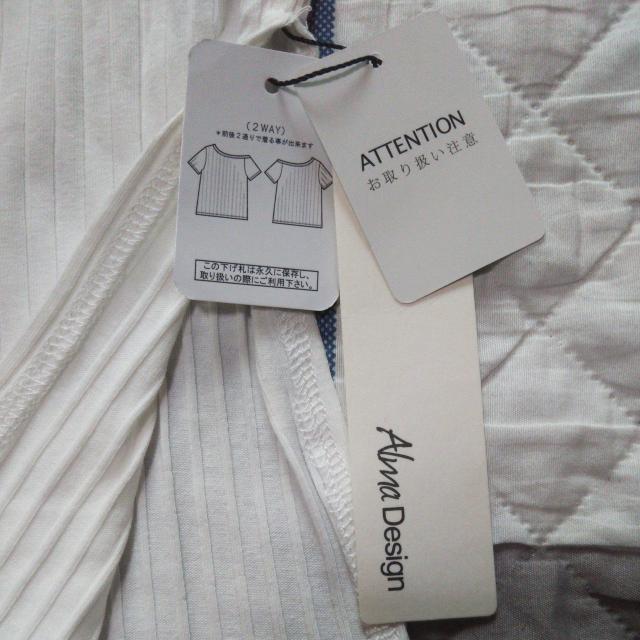 (2WAY)
*前後2通りで着る事が出来ます
この下げ札は永久に保存し、
取り扱いの際にご利用下さい。
ATTENTION
お取り扱い注意
Alma Design